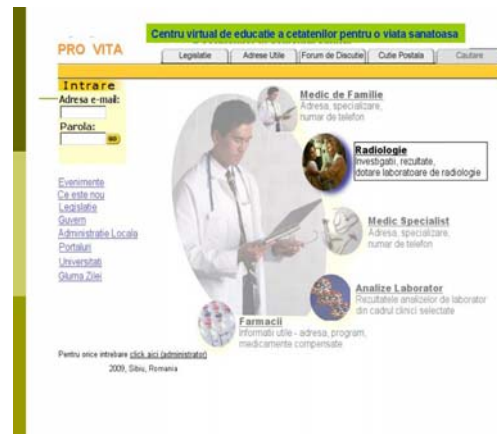 Centru virtual de educatie a cetatenilor pentru o viata sanatoasa
PRO VITA
Legislatie
Adrese Utile
Forum de Discutie
Cutie Postala
Cautare
Intrare
Adresa e-mail:
Parola:
Evenimente
Ce este nou
Legislatie
Guvern
Administratie Locala
Portaluri
Universitati
Gluma Zilei
Medic de Familie
Adresa, specializare,
numar de telefon
Radiologie
Investigatii, rezultate,
dotare laboratoare de radiologie
Medic Specialist
Adresa, specializare,
numar de telefon
Analize Laborator
Rezultatele analizelor de laborator
din cadrul clinici selectate
Farmacii
Informatii utile - adresa, program,
medicamente compensate
Pentru orice intrebare click aici (administrator)
2009, Sibiu, Romania